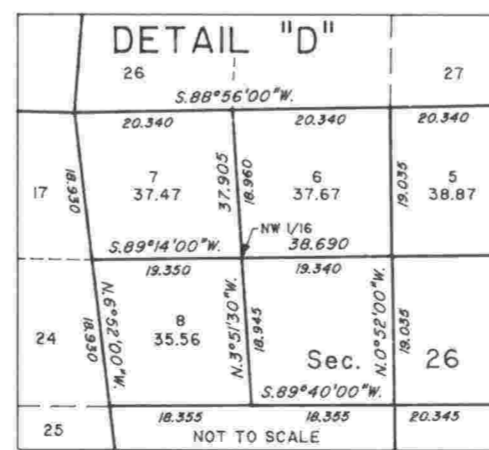 DETAIL "D"
26
27
S.88°56'00"W.
20.340
20.340
20.340
17
18.930
7
37.47
37.905
18.960
6
37.67
19.035
5
38.87
NW 1/16
S.89°14'00"W.
38.690
19.350
19.340
24
18.930
N.6°52'00"W.
8
35.56
N.3°51'30"W.
18.945
N.0°52'00"W.
19.035
Sec. 26
S.89°40'00"W.
25
18.355
18.355
20.345
NOT TO SCALE